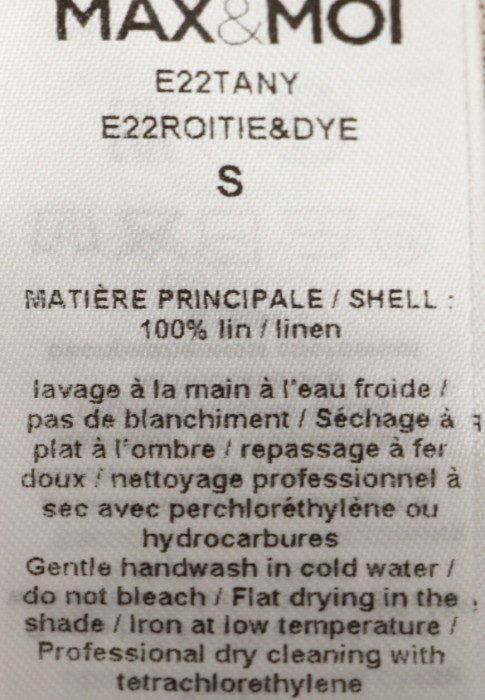 MAX&MOI
E22TANY
E22ROITIE&DYE
S
MATIÈRE PRINCIPALE / SHELL :
100% lin / linen
lavage à la main à l'eau froide /
pas de blanchiment / Séchage à
plat à l'ombre / repassage à fer
doux / nettoyage professionnel à
sec avec perchloréthylène ou
hydrocarbures
Gentle handwash in cold water /
do not bleach / Flat drying in the
shade / Iron at low temperature /
Professional dry cleaning with
tetrachlorethylene